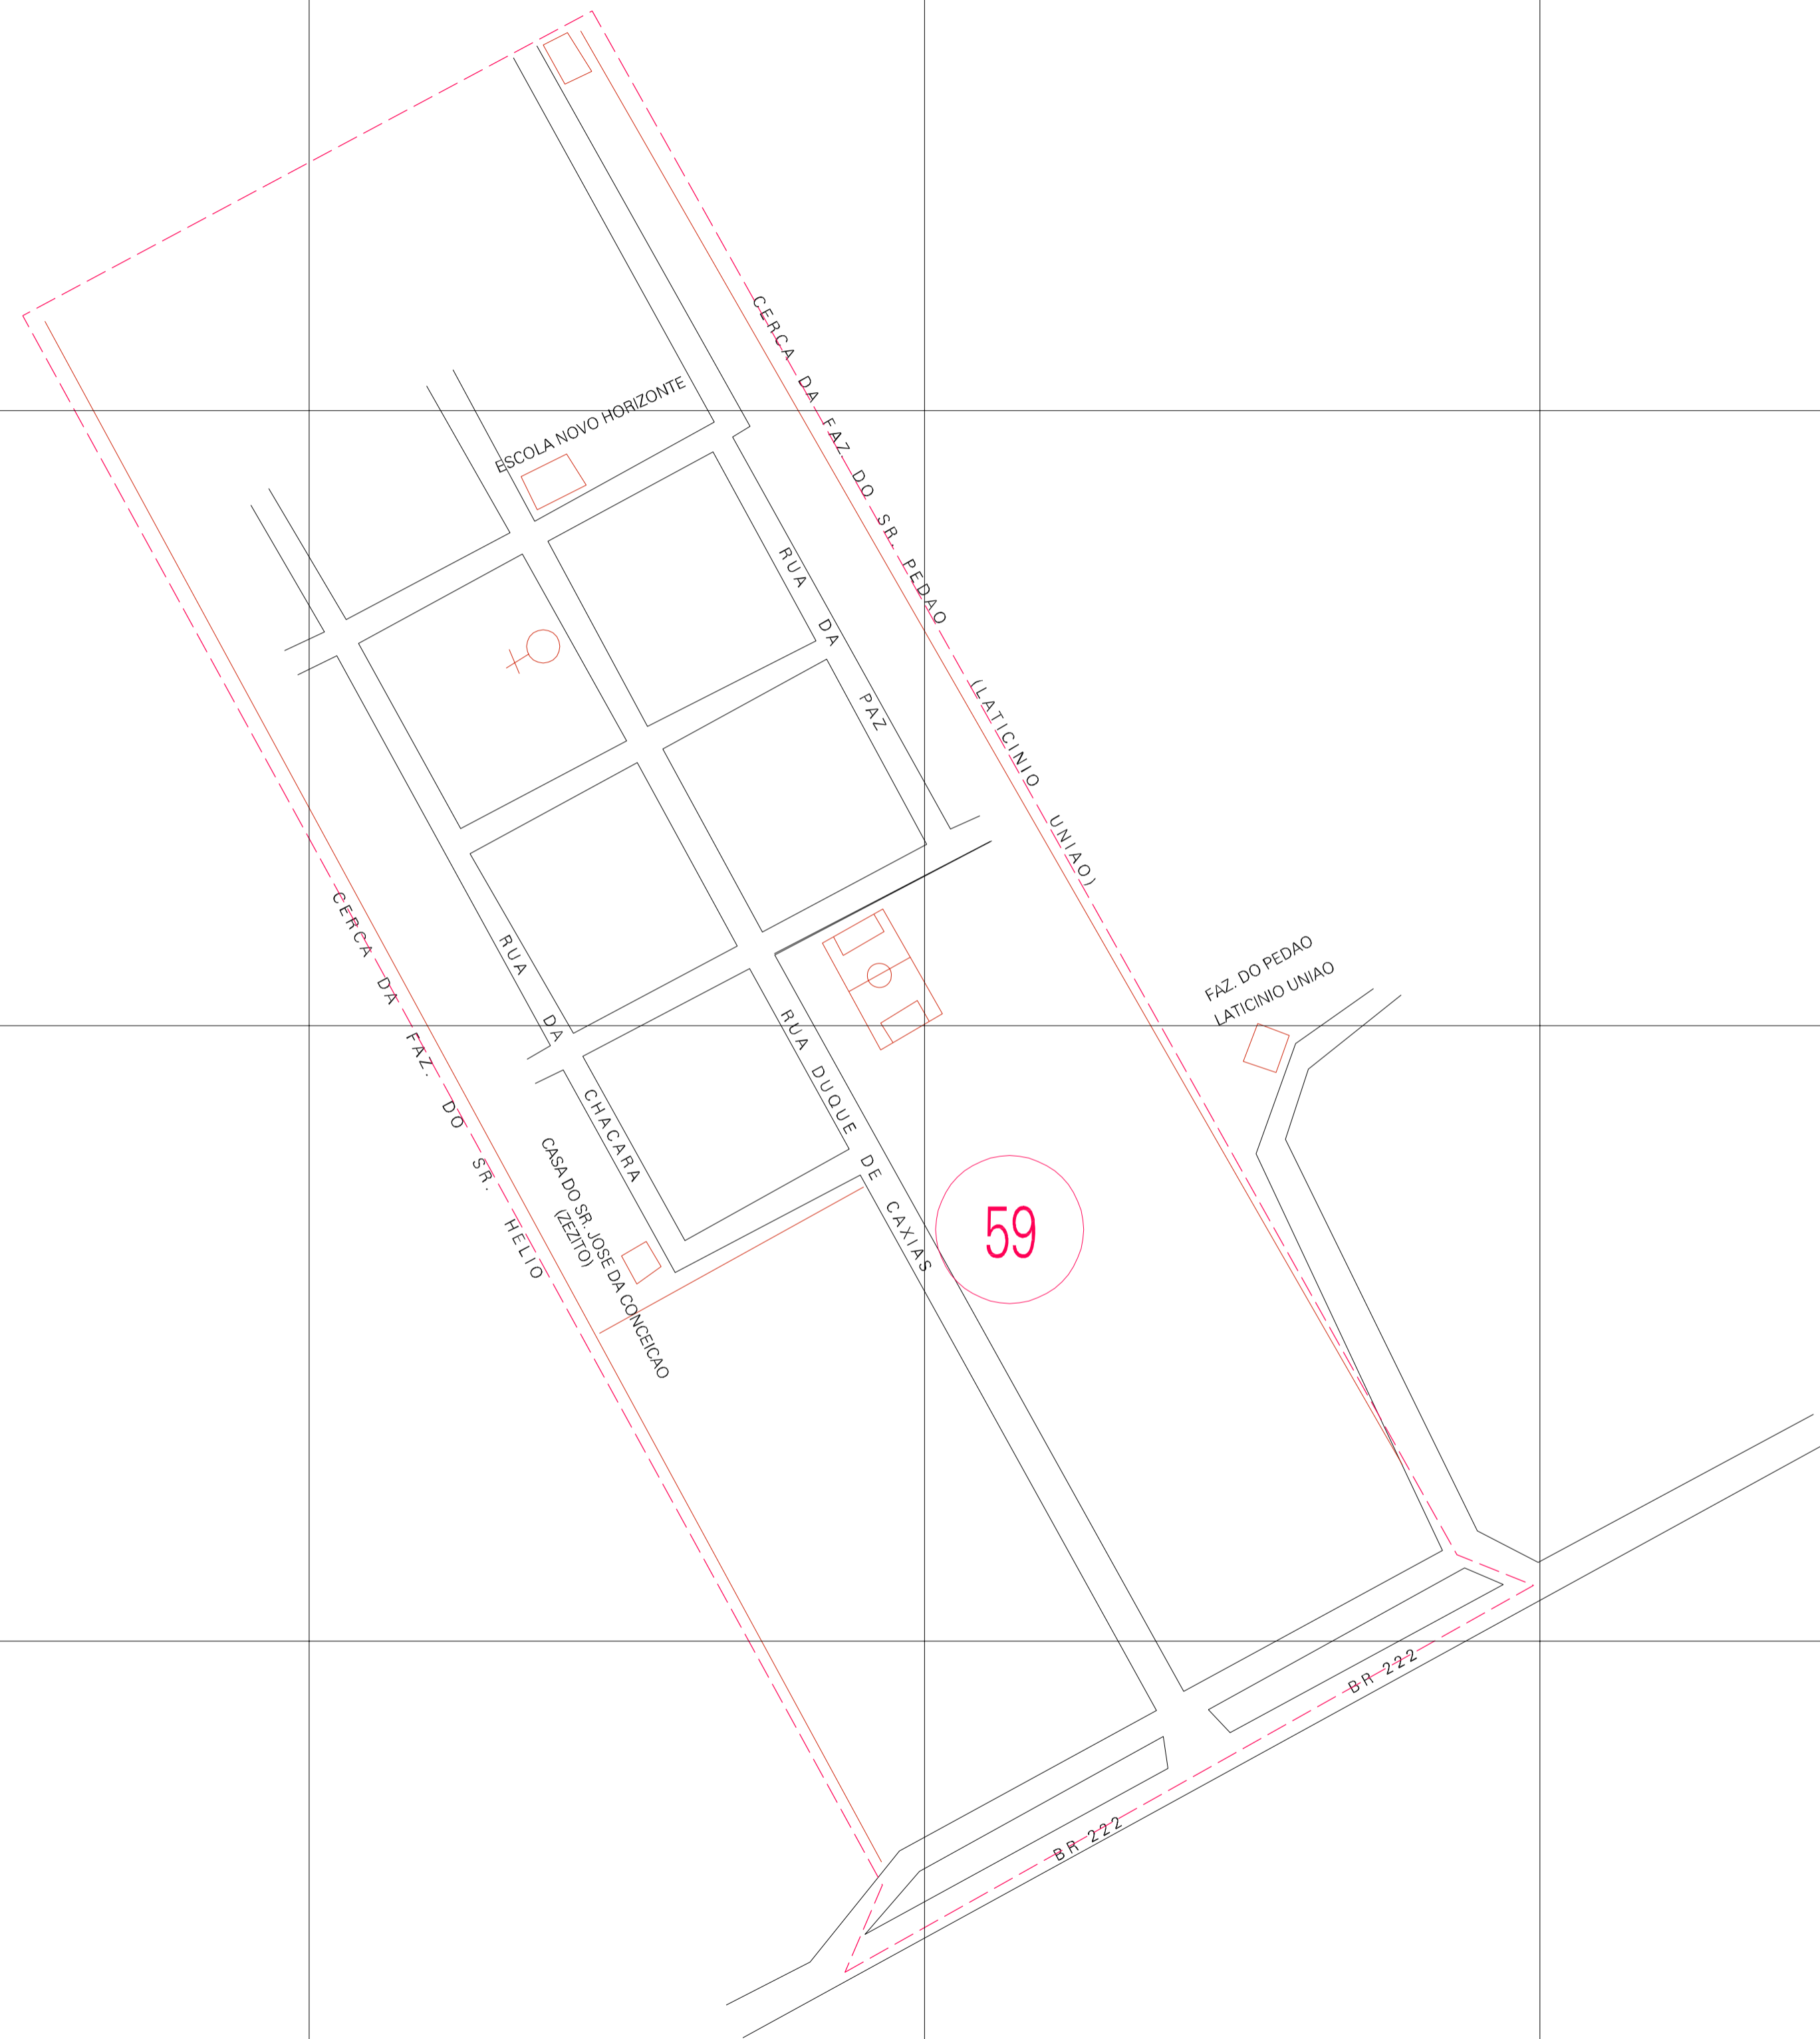 CERCA DA FAZ. DO SR. PEDAO (LATICINIO UNIAO)
ESCOLA NOVO HORIZONTE
RUA DA PAZ
CERCA DA FAZ. DO SR. HELIO
RUA DA CHACARA
FAZ. DO PEDAO
LATICINIO UNIAO
RUA DUQUE DE CAXIAS
CASA DO SR. JOSE DA CONCEICAO
(ZEZITO)
59
BR 222
BR 222